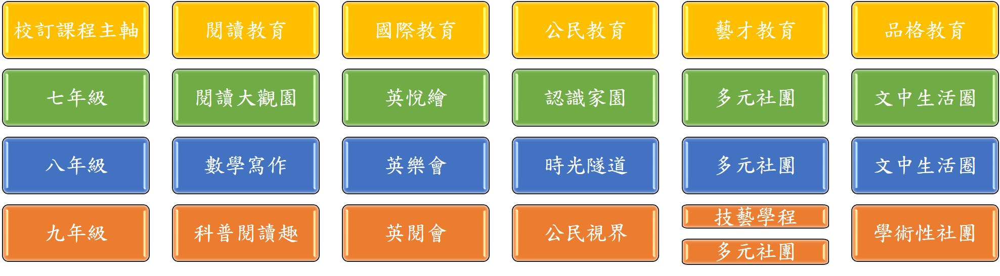 校訂課程主軸
閱讀教育
國際教育
公民教育
藝才教育
品格教育
七年級
閱讀大觀園
英悅繪
認識家園
多元社團
文中生活圈
八年級
數學寫作
英樂會
時光隧道
多元社團
文中生活圈
九年級
科普閱讀趣
英閱會
公民視界
技藝學程
多元社團
學術性社團